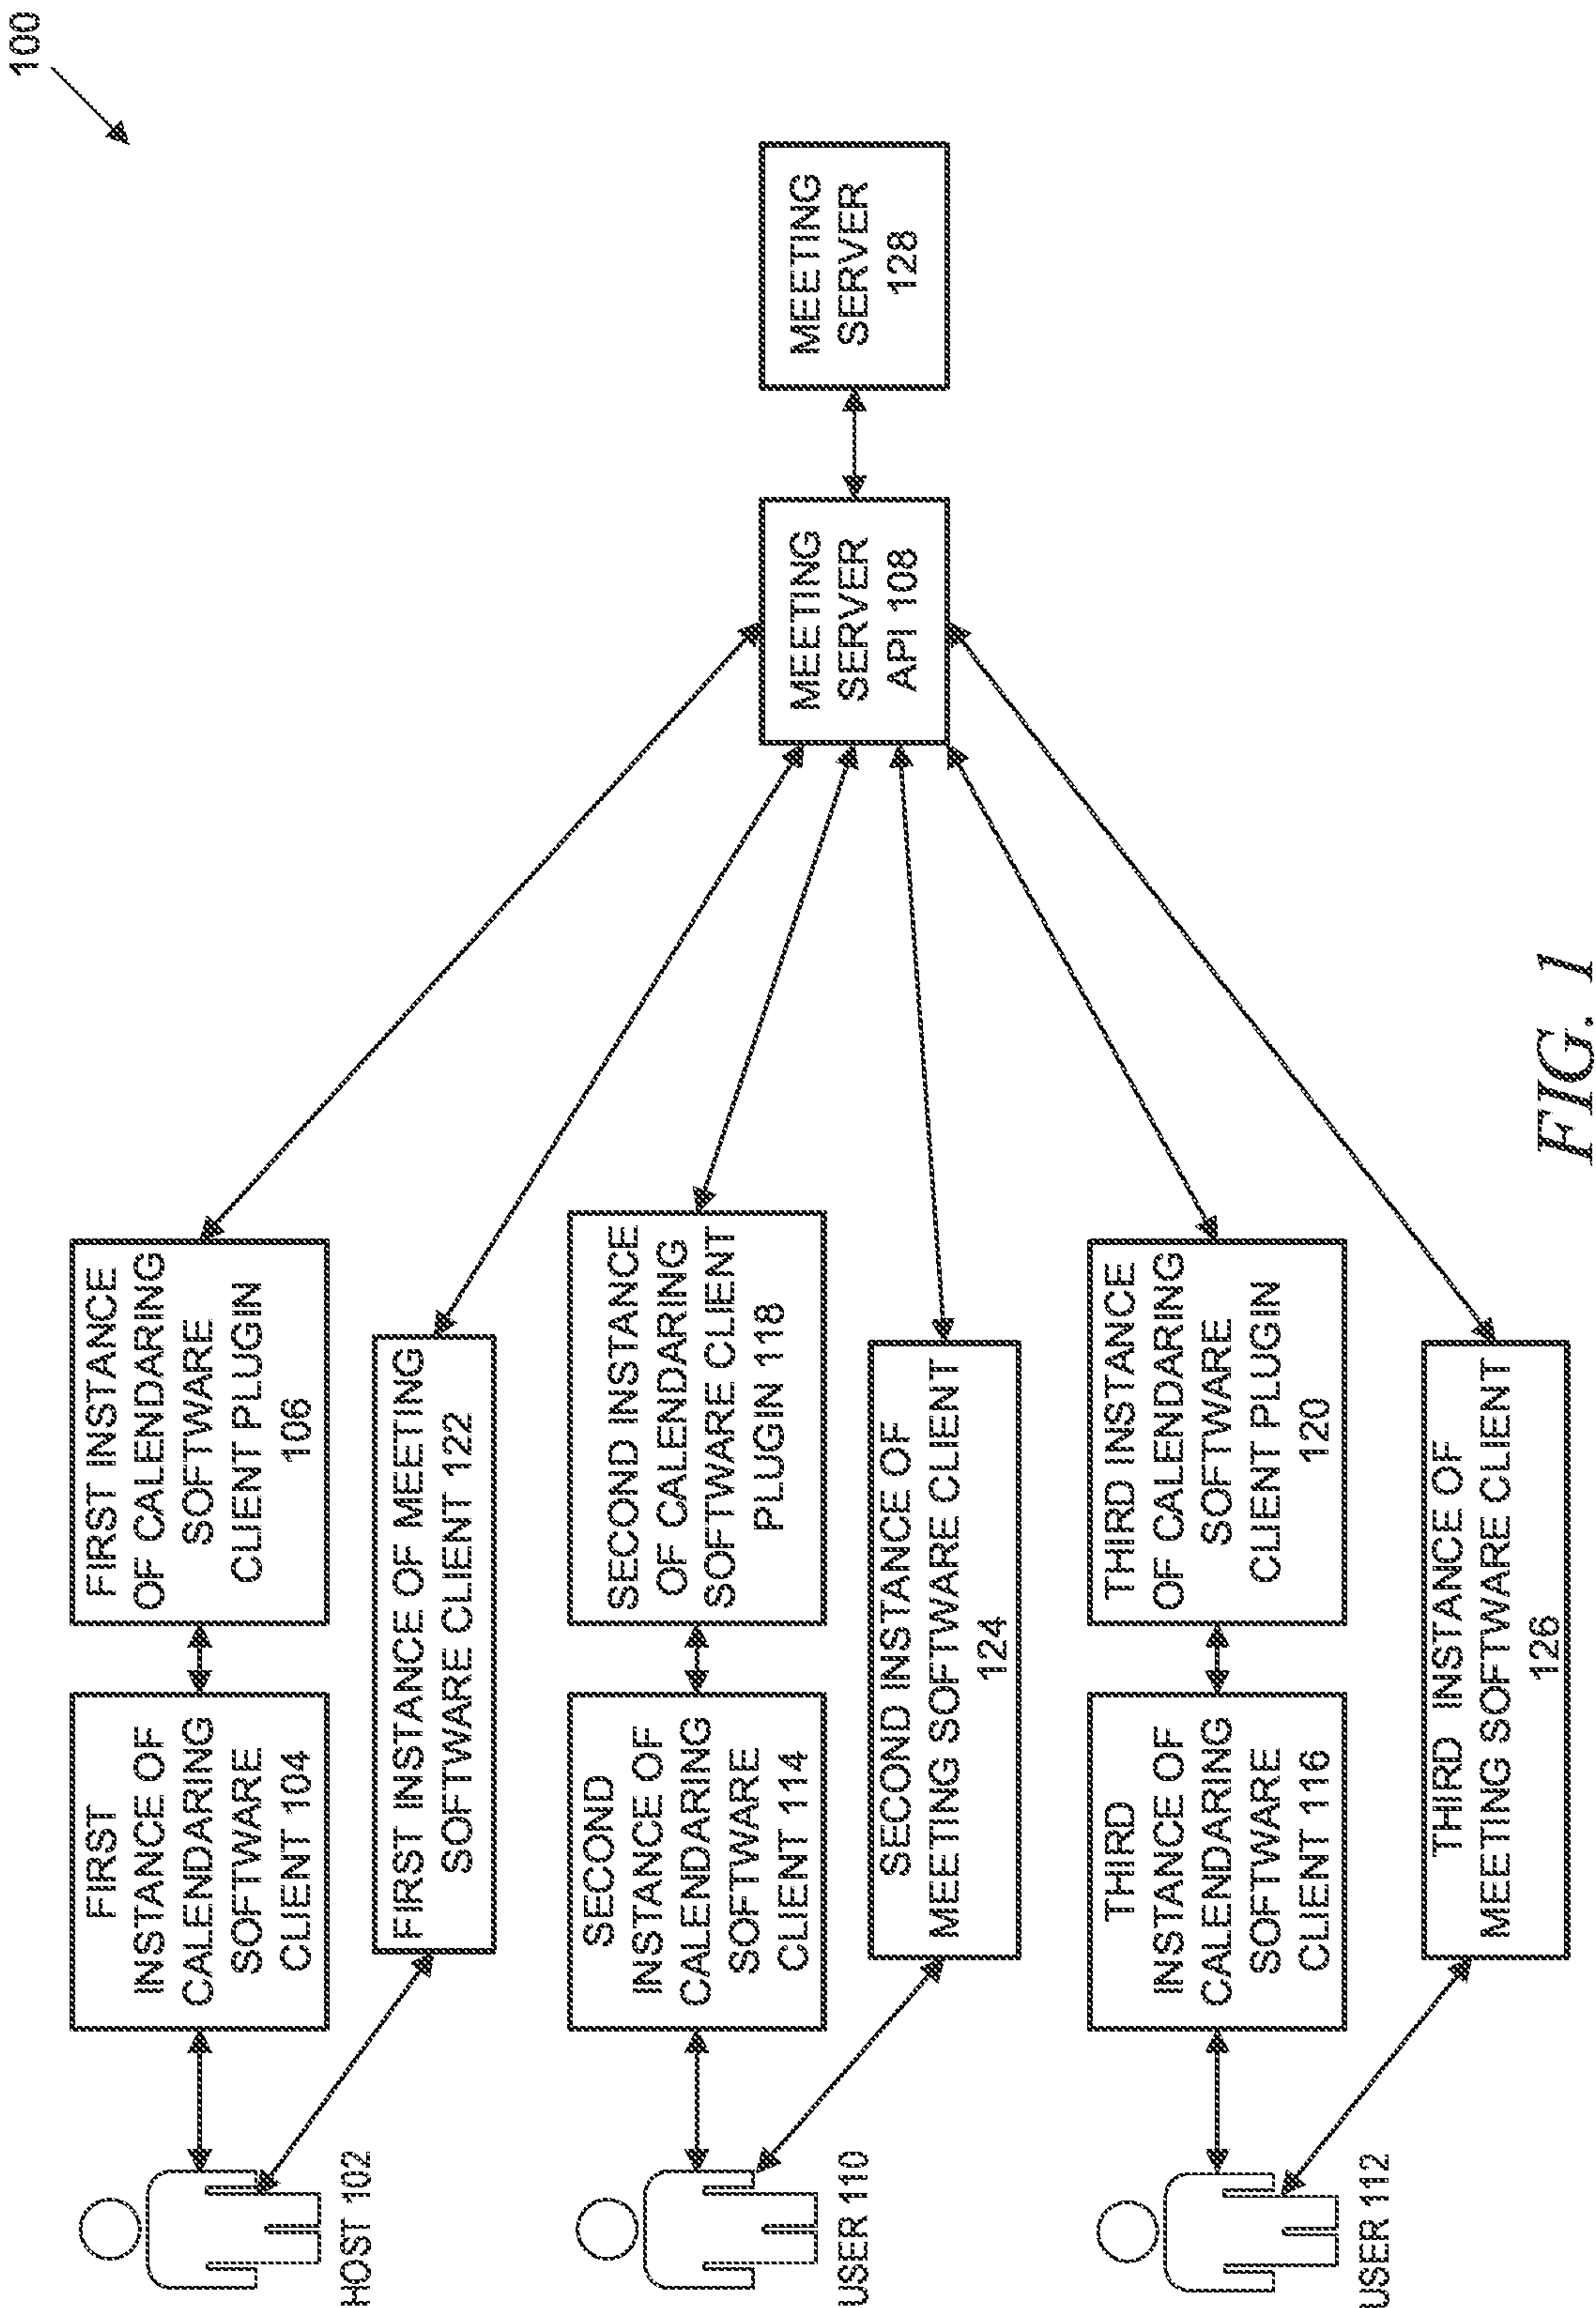 100
HOST 102
FIRST
INSTANCE OF
CALENDARING
SOFTWARE
CLIENT 104
FIRST INSTANCE
OF CALENDARING
SOFTWARE
CLIENT PLUGIN
106
FIRST INSTANCE OF MEETING
SOFTWARE CLIENT 122
USER 110
SECOND
INSTANCE OF
CALENDARING
SOFTWARE
CLIENT 114
SECOND INSTANCE
OF CALENDARING
SOFTWARE CLIENT
PLUGIN 118
SECOND INSTANCE OF
MEETING SOFTWARE CLIENT
124
USER 112
THIRD
INSTANCE OF
CALENDARING
SOFTWARE
CLIENT 116
THIRD INSTANCE
OF CALENDARING
SOFTWARE
CLIENT PLUGIN
120
THIRD INSTANCE OF
MEETING SOFTWARE CLIENT
126
MEETING
SERVER
API 108
MEETING
SERVER
128
FIG. 1